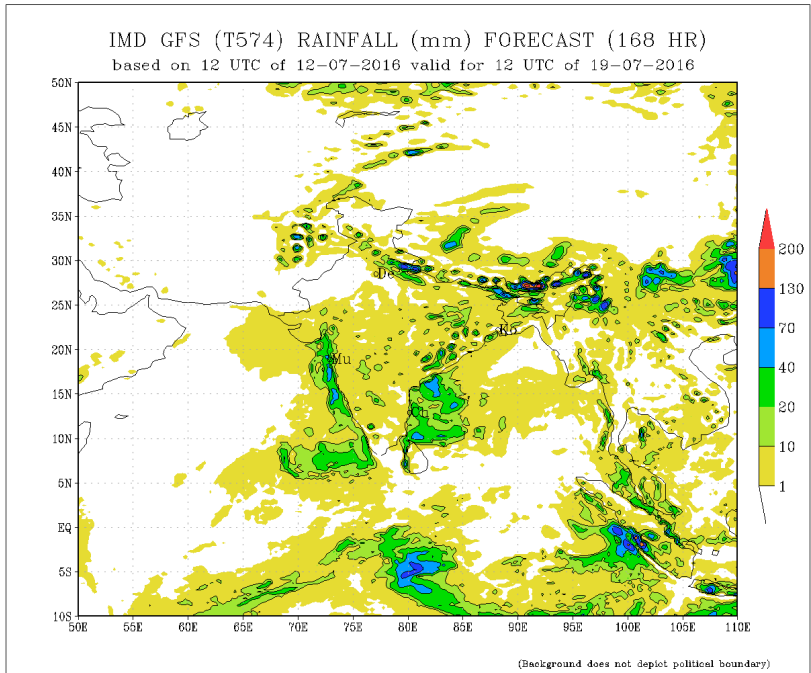 IMD GFS (T574) RAINFALL (mm) FORECAST (168 HR)
based on 12 UTC of 12-07-2016 valid for 12 UTC of 19-07-2016
50N
45N
40N
35N
30N
25N
20N
15N
10N
5N
EQ
5S
10S
De
Ko
Mu
Ch
50E 55E 60E 65E 70E 75E 80E 85E 90E 95E 100E 105E 110E
200
130
70
40
20
10
1
(Background does not depict political boundary)